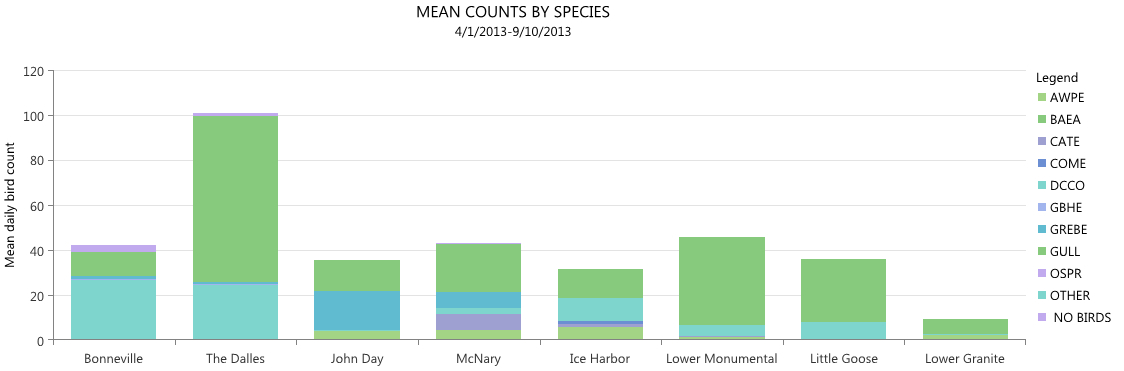 MEAN COUNTS BY SPECIES
4/1/2013-9/10/2013
Mean daily bird count
120
100
80
60
40
20
0
Bonneville
The Dalles
John Day
McNary
Ice Harbor
Lower Monumental
Little Goose
Lower Granite
Legend
AWPE
BAEA
CATE
COME
DCCO
GBHE
GREBE
GULL
OSPR
OTHER
NO BIRDS